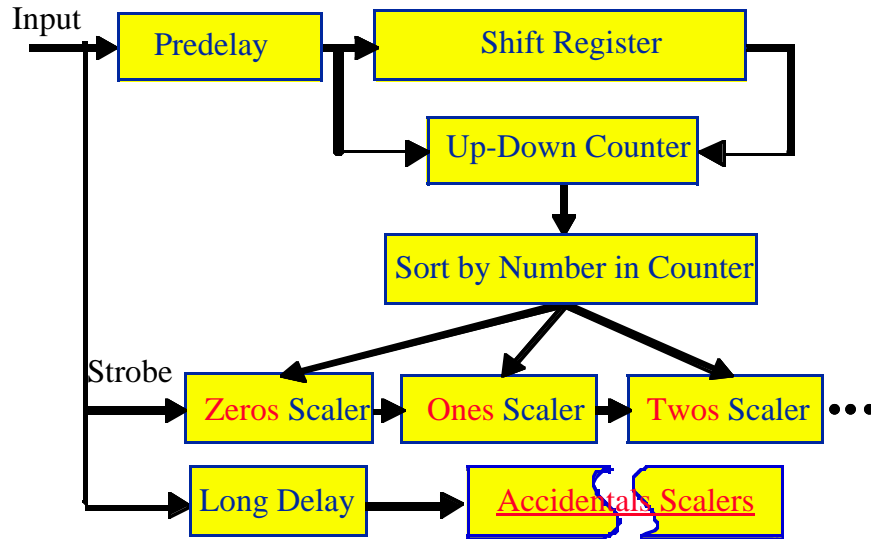 Input
Predelay
Shift Register
Up-Down Counter
Sort by Number in Counter
Strobe
Zeros Scaler
Ones Scaler
Twos Scaler
Long Delay
Accidentals Scalers